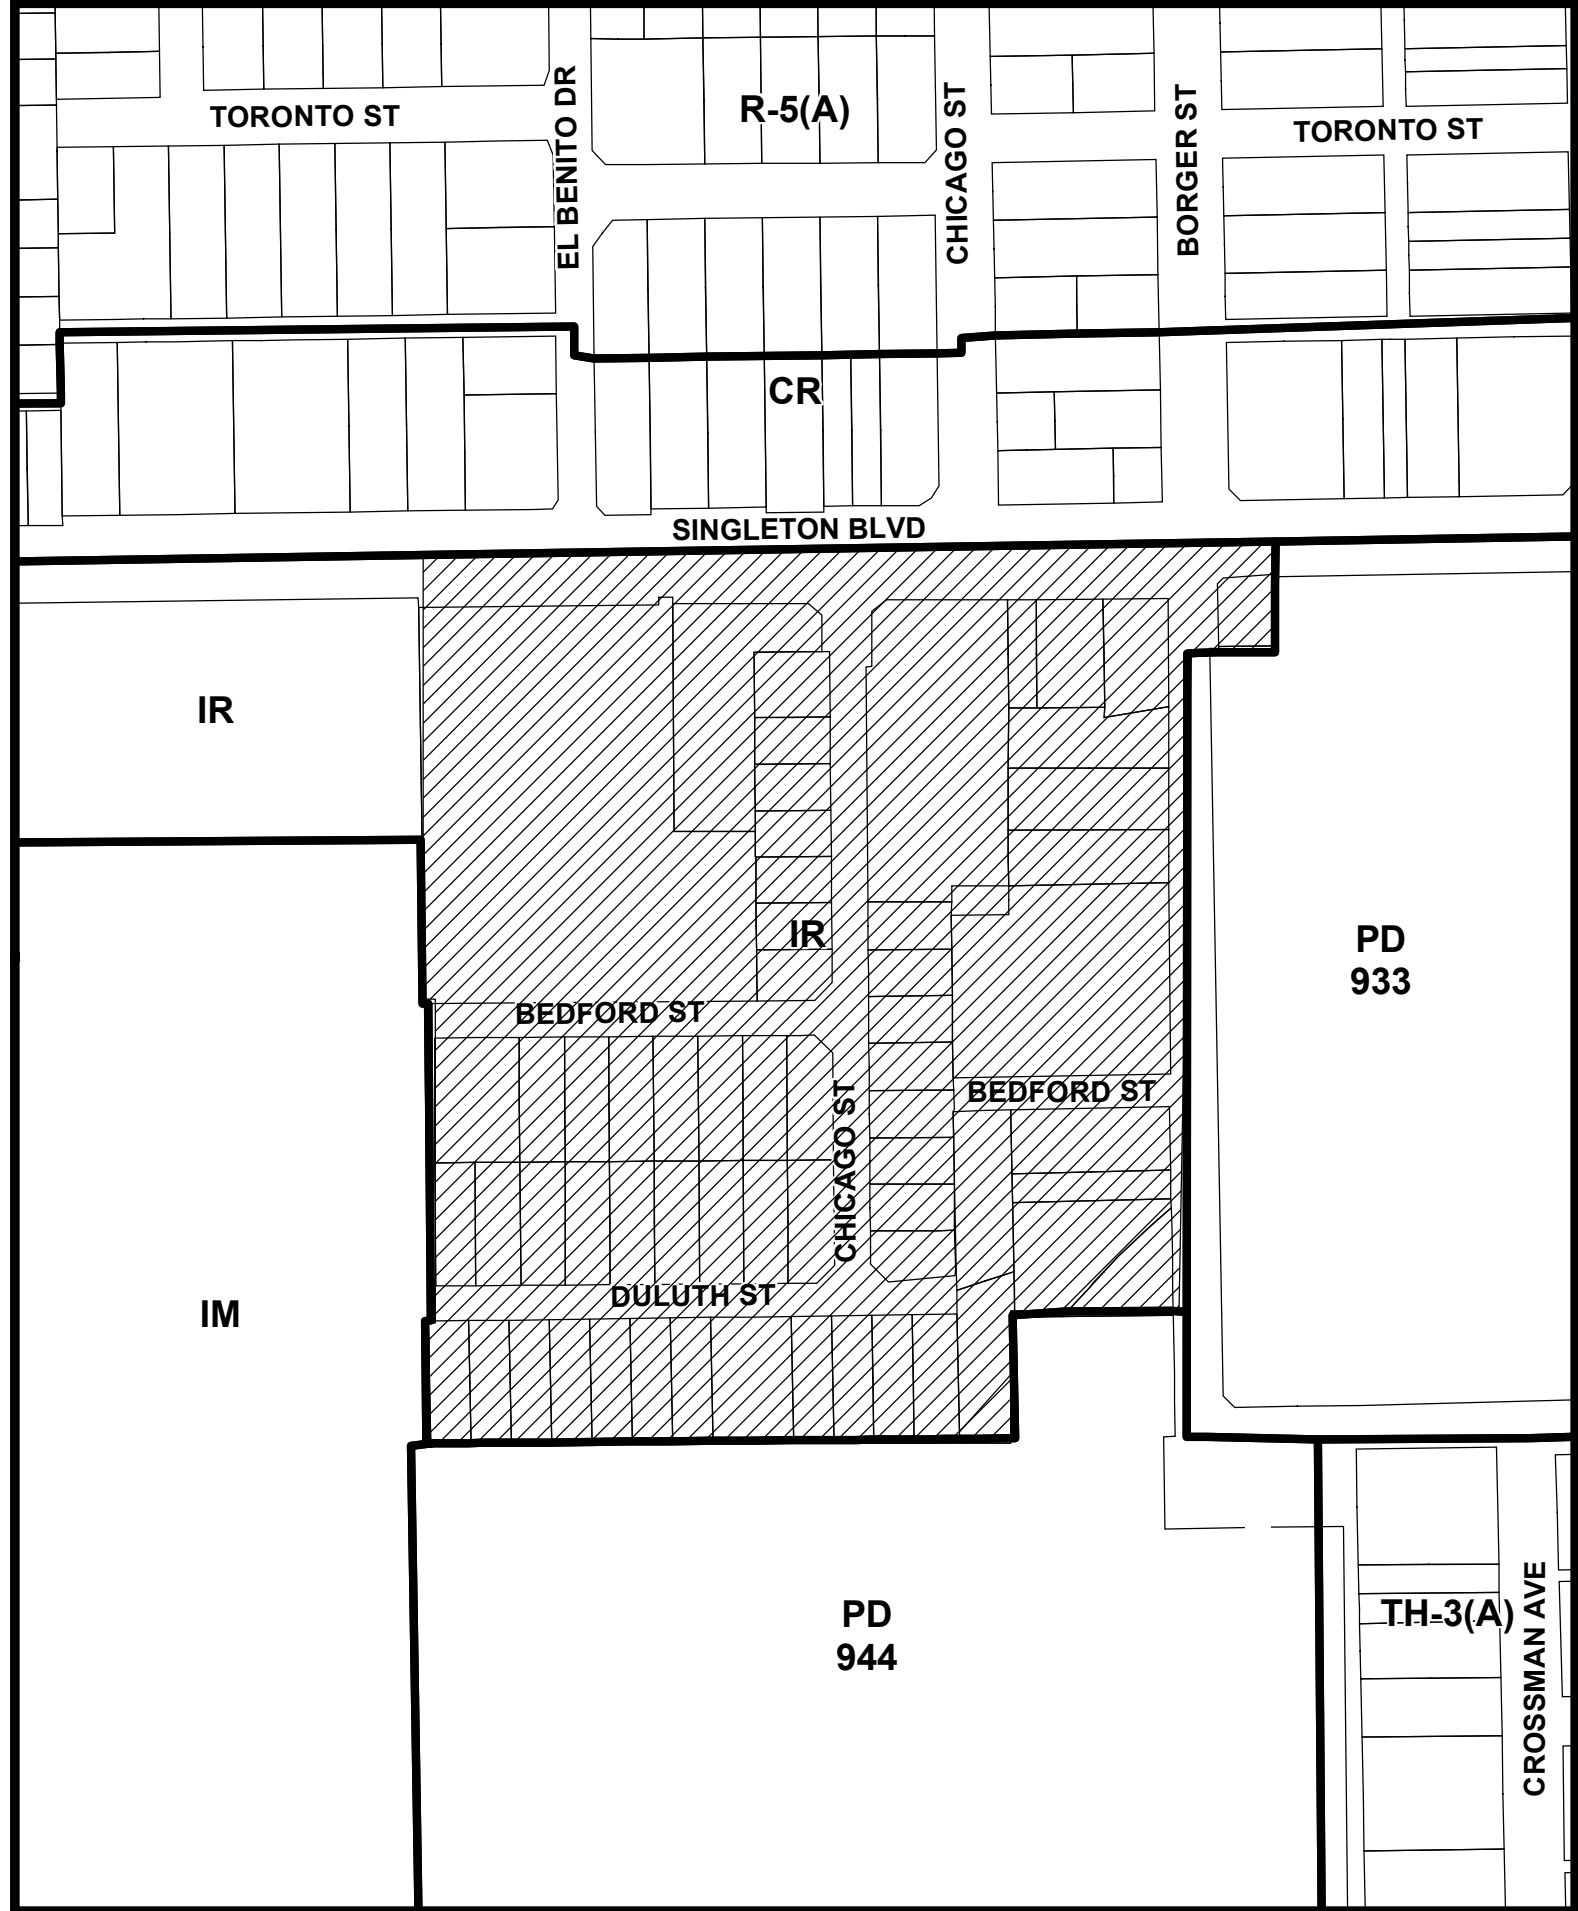 TORONTO ST
EL BENITO DR
R-5(A)
CHICAGO ST
BORGER ST
TORONTO ST
CR
SINGLETON BLVD
IR
IR
PD
933
BEDFORD ST
CHICAGO ST
BEDFORD ST
DULUTH ST
IM
PD
944
TH-3(A)
CROSSMAN AVE